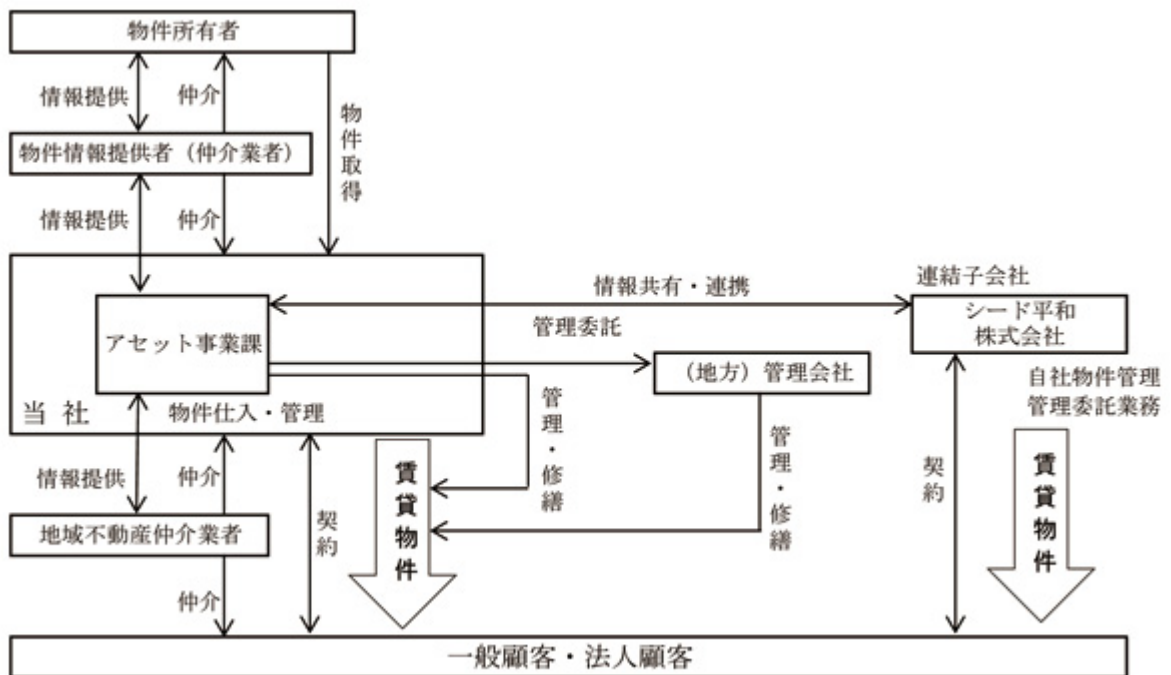 物件所有者
情報提供
仲介
物件取得
物件情報提供者（仲介業者）
情報提供
仲介
連結子会社
情報共有・連携
シード平和
株式会社
管理委託
アセット事業課
（地方）管理会社
自社物件管理
管理委託業務
当 社
物件仕入・管理
管理・修繕
管理・修繕
情報提供
仲介
契約
賃貸物件
契約
賃貸物件
地域不動産仲介業者
仲介
一般顧客・法人顧客